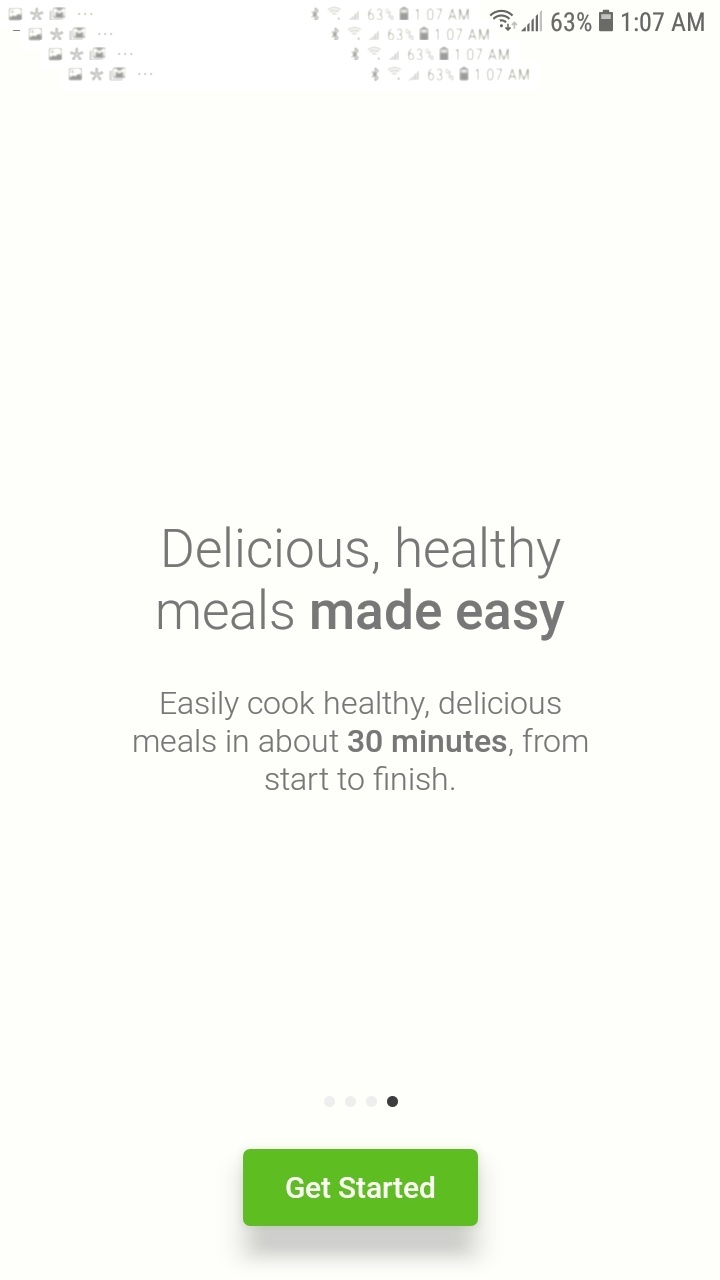 63% 1:07 AM
63% 1 07 AM
63% 1 07 AM
63% 1 07 AM
63% 1 07 AM
Delicious, healthy
meals made easy
Easily cook healthy, delicious
meals in about 30 minutes, from
start to finish.
Get Started